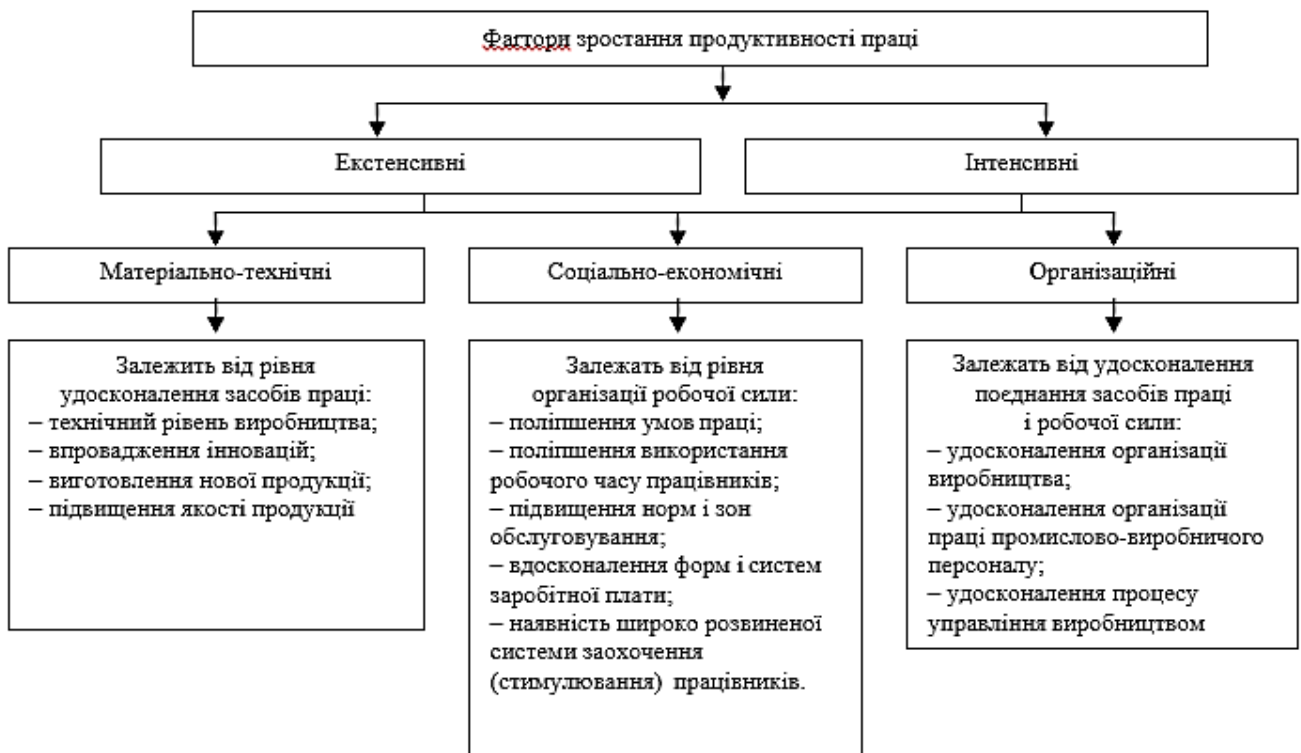 Фагтори зростання продуктивності праці
Екстенсивні
Інтенсивні
Матеріально-технічні
Соціально-економічні
Організаційні
Залежить від рівня
удосконалення засобів праці:
– технічний рівень виробництва;
– впровадження інновацій;
– виготовлення нової продукції;
– підвищення якості продукції
Залежать від рівня
організації робочої сили:
– поліпшення умов праці;
– поліпшення використання
робочого часу працівників;
– підвищення норм і зон
обслуговування;
– вдосконалення форм і систем
заробітної плати;
– наявність широко розвиненої
системи заохочення
(стимулювання) працівників.
Залежать від удосконалення
поєднання засобів праці
і робочої сили:
– удосконалення організації
виробництва;
– удосконалення організації
праці промислово-виробничого
персоналу;
– удосконалення процесу
управління виробництвом